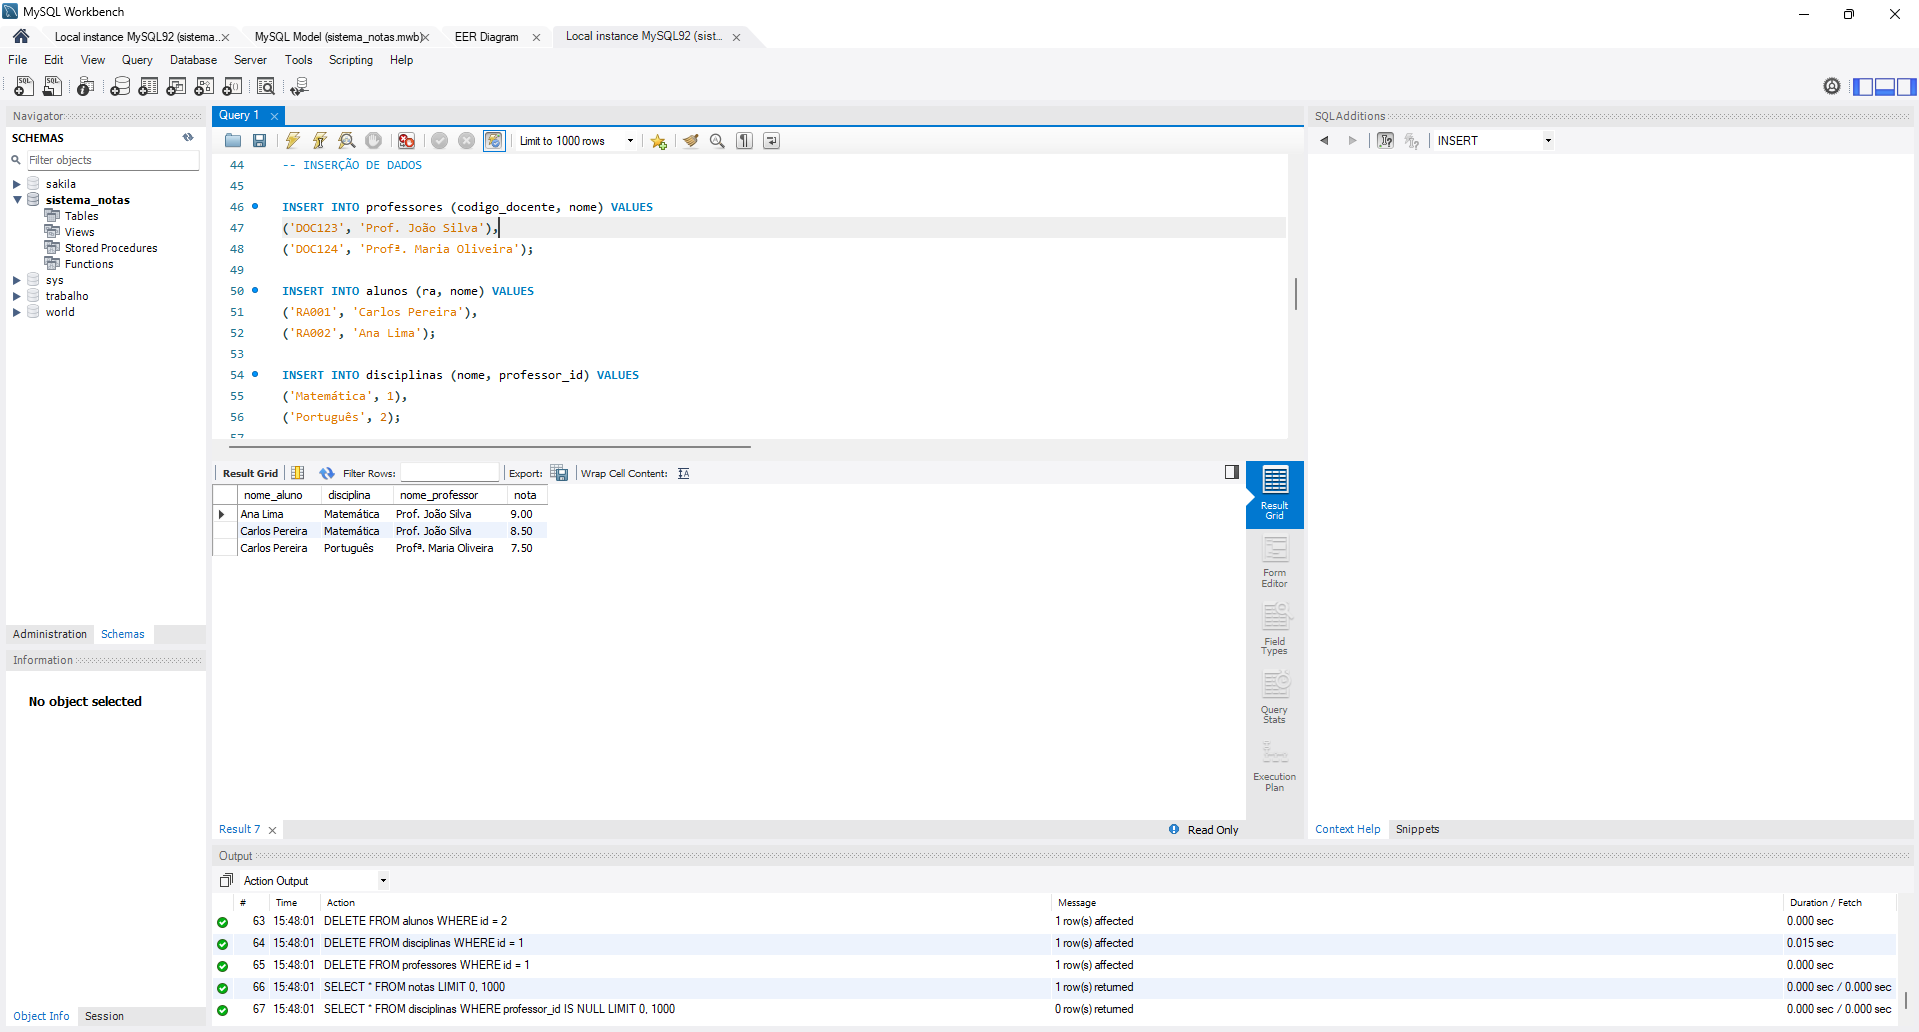 MySQL Workbench
Local instance MySQL92 (sistema... MySQL Model (sistema_notas.mwb) EER Diagram Local instance MySQL92 (sist...
File Edit View Query Database Server Tools Scripting Help
Navigator
SCHEMAS
Filter objects
sakila
sistema_notas
Tables
Views
Stored Procedures
Functions
sys
trabalho
world
Administration Schemas
Information
No object selected
Object Info Session
Query 1
Limit to 1000 rows
44 -- INSERÇÃO DE DADOS
45
46 INSERT INTO professores (codigo_docente, nome) VALUES
47 ('DOC123', 'Prof. João Silva'),
48 ('DOC124', 'Profª. Maria Oliveira');
49
50 INSERT INTO alunos (ra, nome) VALUES
51 ('RA001', 'Carlos Pereira'),
52 ('RA002', 'Ana Lima');
53
54 INSERT INTO disciplinas (nome, professor_id) VALUES
55 ('Matemática', 1),
56 ('Português', 2);
57
Result Grid Filter Rows: Export: Wrap Cell Content:
nome_aluno disciplina nome_professor nota
Ana Lima Matemática Prof. João Silva 9.00
Carlos Pereira Matemática Prof. João Silva 8.50
Carlos Pereira Português Profª. Maria Oliveira 7.50
Result
Grid
Form
Editor
Field
Types
Query
Stats
Execution
Plan
Result 7 Read Only
SQLAdditions
INSERT
Context Help Snippets
Output
Action Output
# Time Action Message Duration / Fetch
63 15:48:01 DELETE FROM alunos WHERE id = 2 1 row(s) affected 0.000 sec
64 15:48:01 DELETE FROM disciplinas WHERE id = 1 1 row(s) affected 0.015 sec
65 15:48:01 DELETE FROM professores WHERE id = 1 1 row(s) affected 0.000 sec
66 15:48:01 SELECT * FROM notas LIMIT 0, 1000 1 row(s) returned 0.000 sec / 0.000 sec
67 15:48:01 SELECT * FROM disciplinas WHERE professor_id IS NULL LIMIT 0, 1000 0 row(s) returned 0.000 sec / 0.000 sec